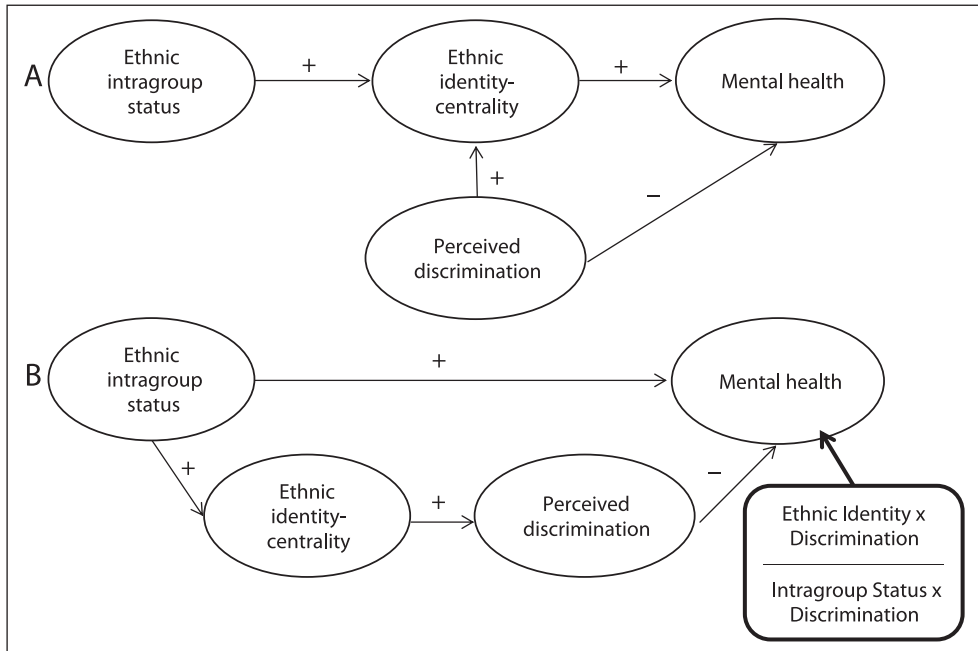 A
Ethnic
intragroup
status
+
Ethnic
identity-
centrality
+
Mental health
+
−
Perceived
discrimination
B
Ethnic
intragroup
status
+
Mental health
+
Ethnic
identity-
centrality
+
Perceived
discrimination
−
Ethnic Identity x
Discrimination
Intragroup Status x
Discrimination